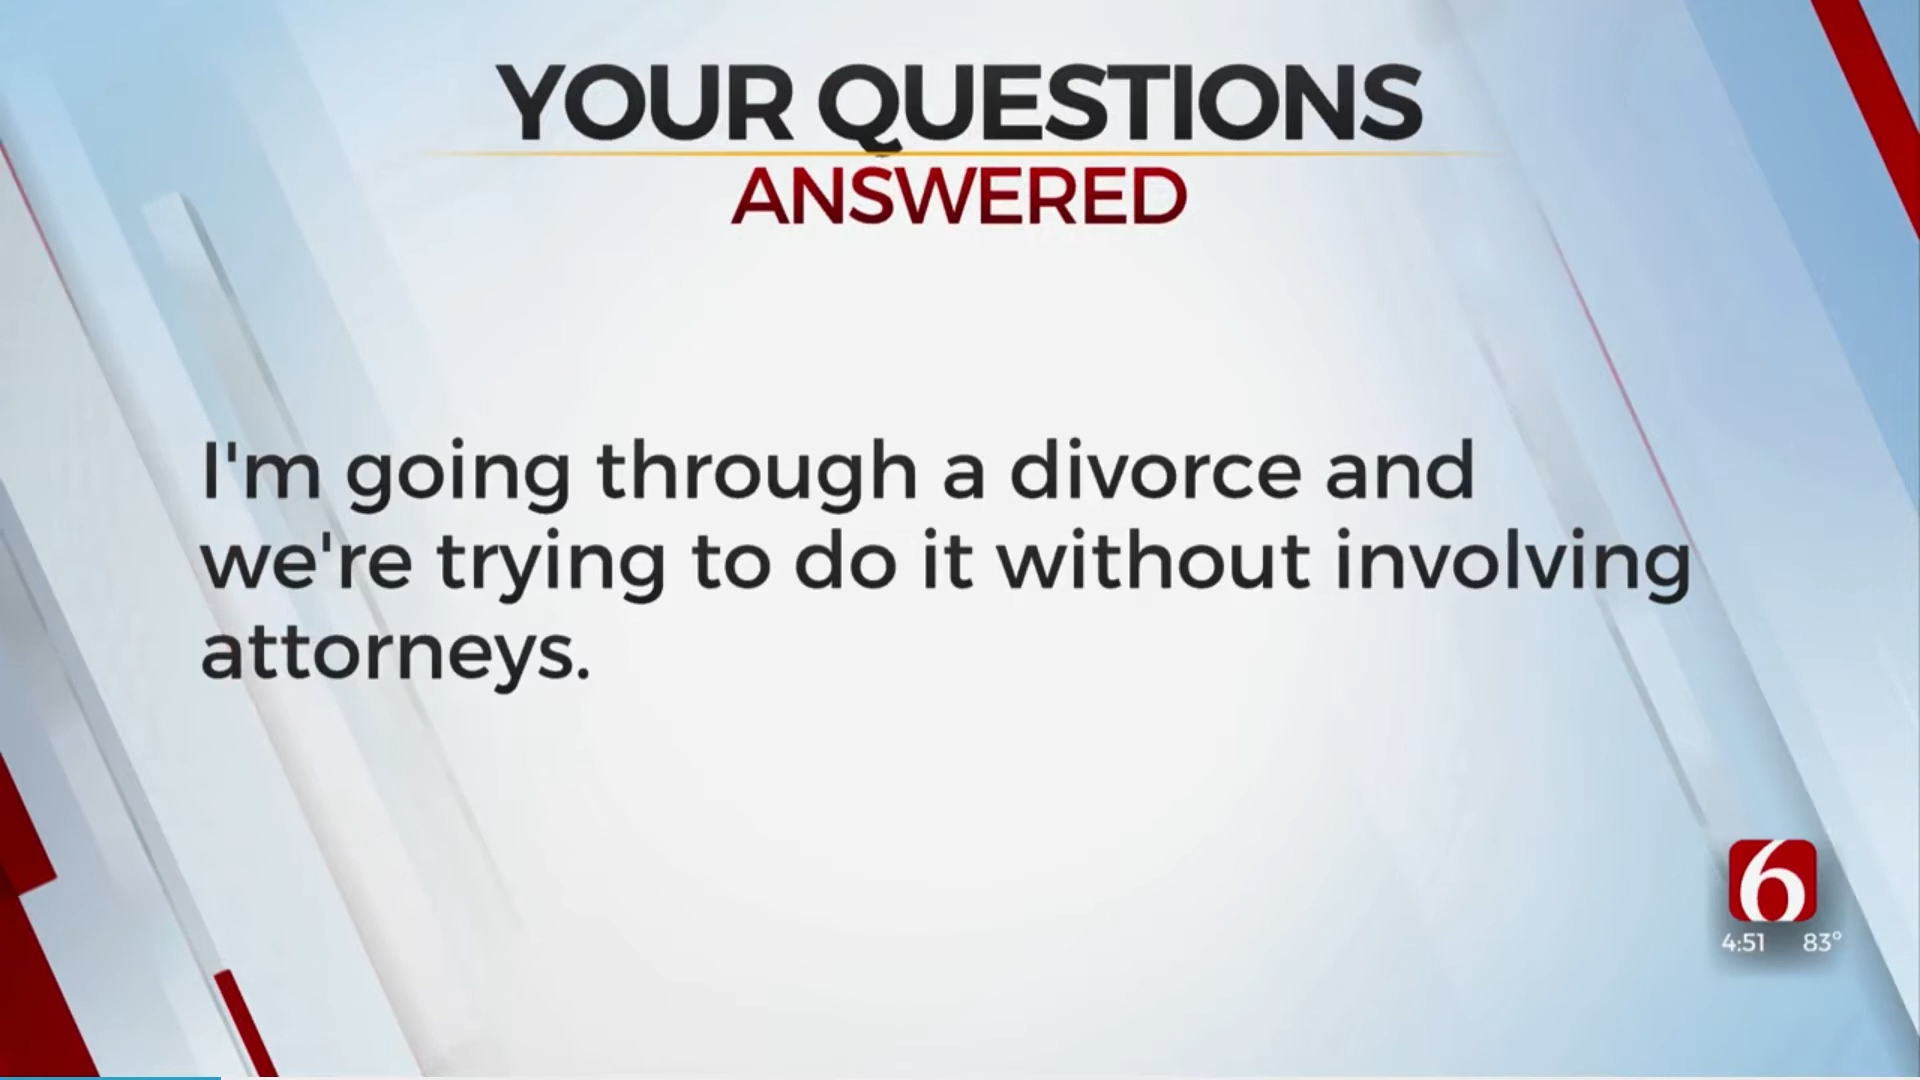 YOUR QUESTIONS
ANSWERED
I'm going through a divorce and
we're trying to do it without involving
attorneys.
6
4:51 83°